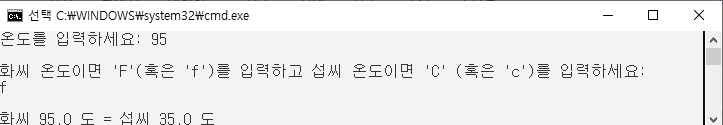 선택 C:₩WINDOWS₩system32₩cmd.exe
온도를 입력하세요: 95
화씨 온도이면 'F'(혹은 'f')를 입력하고 섭씨 온도이면 'C' (혹은 'c')를 입력하세요:
f
화씨 95.0 도 = 섭씨 35.0 도